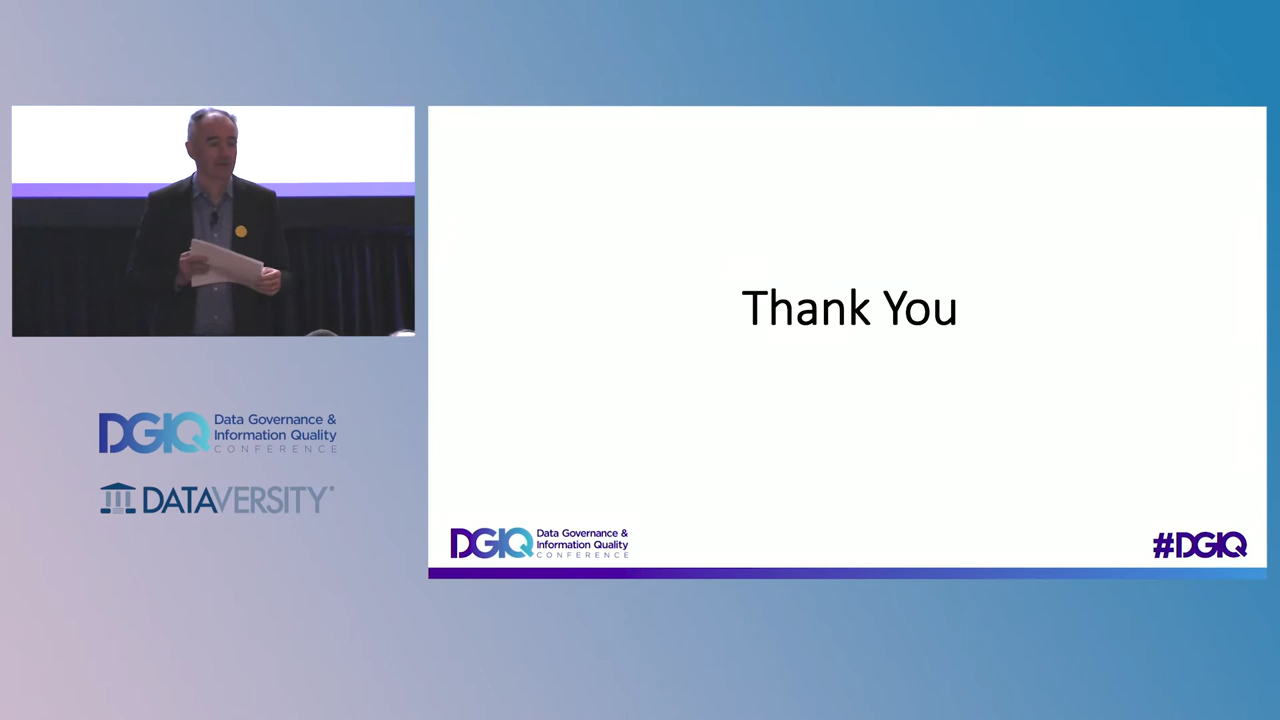 Thank You
DGIQ Data Governance &
Information Quality
CONFERENCE
#DGIQ
DGIQ Data Governance &
Information Quality
CONFERENCE
DATAVERSITY